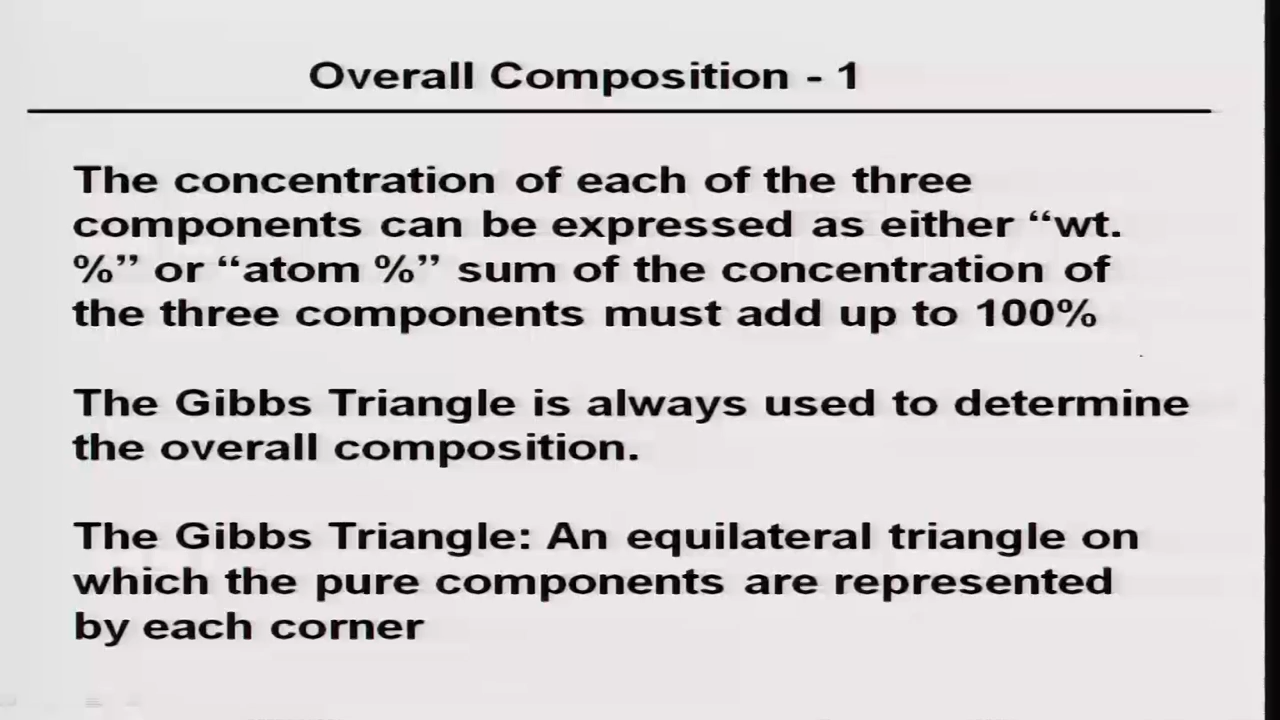 Overall Composition - 1
The concentration of each of the three
components can be expressed as either “wt.
%” or “atom %” sum of the concentration of
the three components must add up to 100%
The Gibbs Triangle is always used to determine
the overall composition.
The Gibbs Triangle: An equilateral triangle on
which the pure components are represented
by each corner